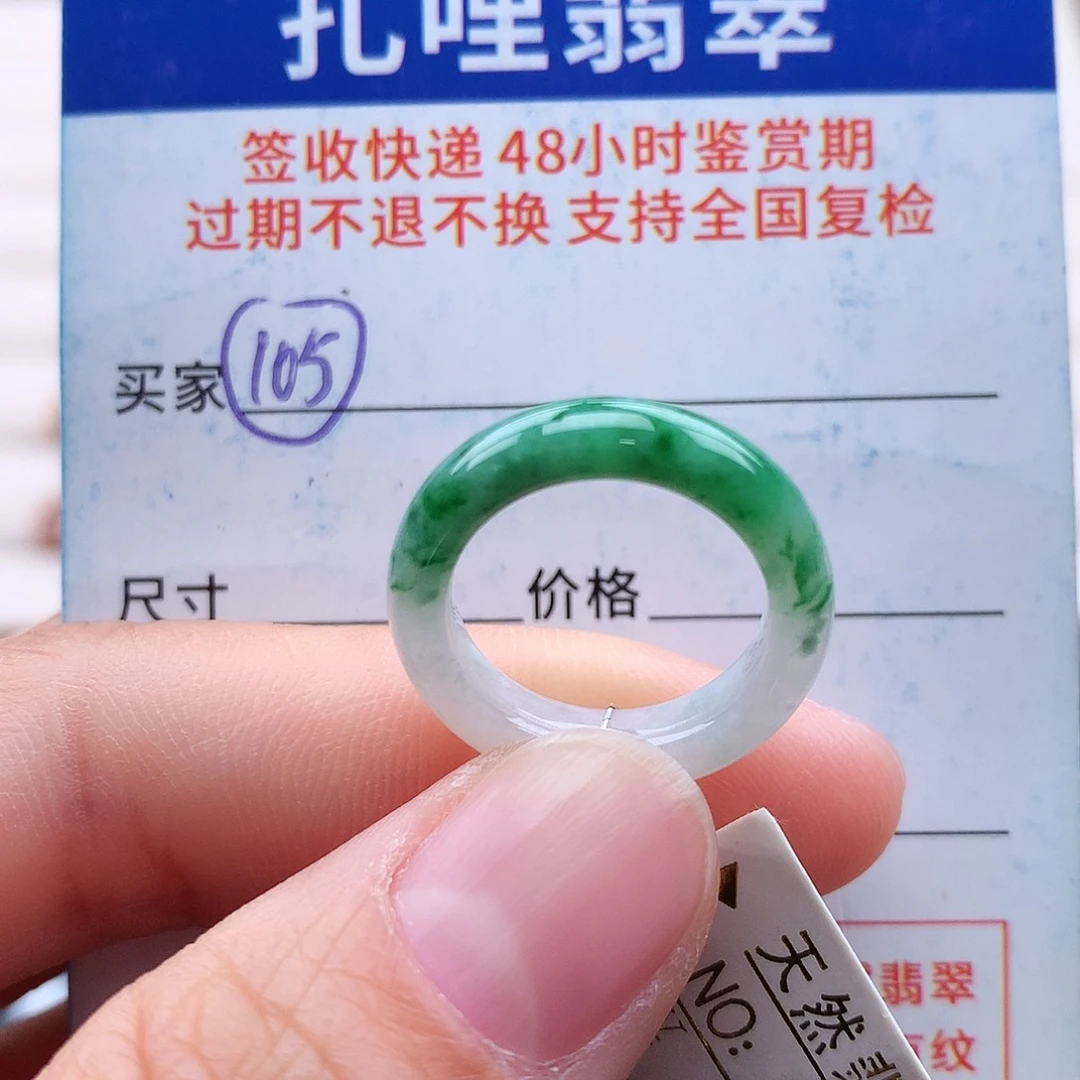 扎哩翡翠
签收快递 48小时鉴赏期
过期不退不换 支持全国复检
买家 105
尺寸 价格
翡翠
纹
天然翡
NO: